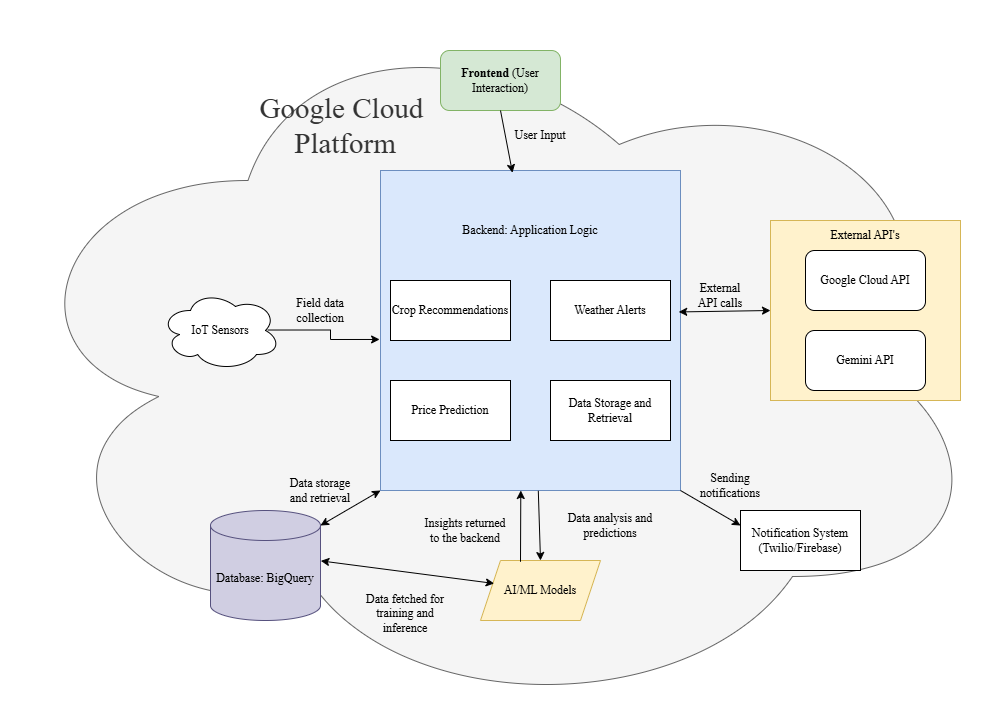 Frontend (User
Interaction)
Google Cloud
Platform
User Input
Backend: Application Logic
External API's
Google Cloud API
Gemini API
External
API calls
Field data
collection
IoT Sensors
Crop Recommendations
Weather Alerts
Price Prediction
Data Storage and
Retrieval
Data storage
and retrieval
Sending
notifications
Insights returned
to the backend
Data analysis and
predictions
Notification System
(Twilio/Firebase)
Database: BigQuery
AI/ML Models
Data fetched for
training and
inference